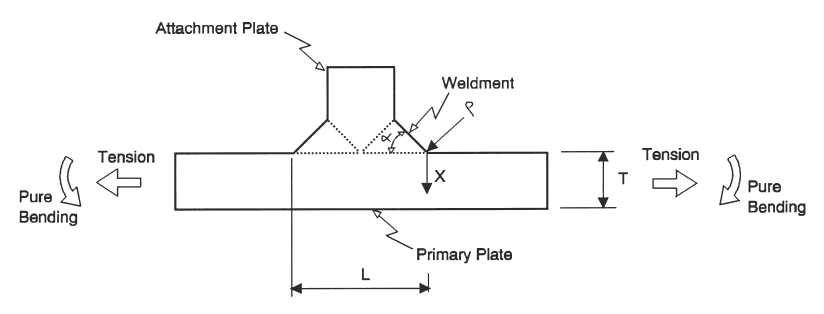 Attachment Plate
Weldment
ρ
α
Tension
Tension
X
T
Pure
Bending
Pure
Bending
Primary Plate
L